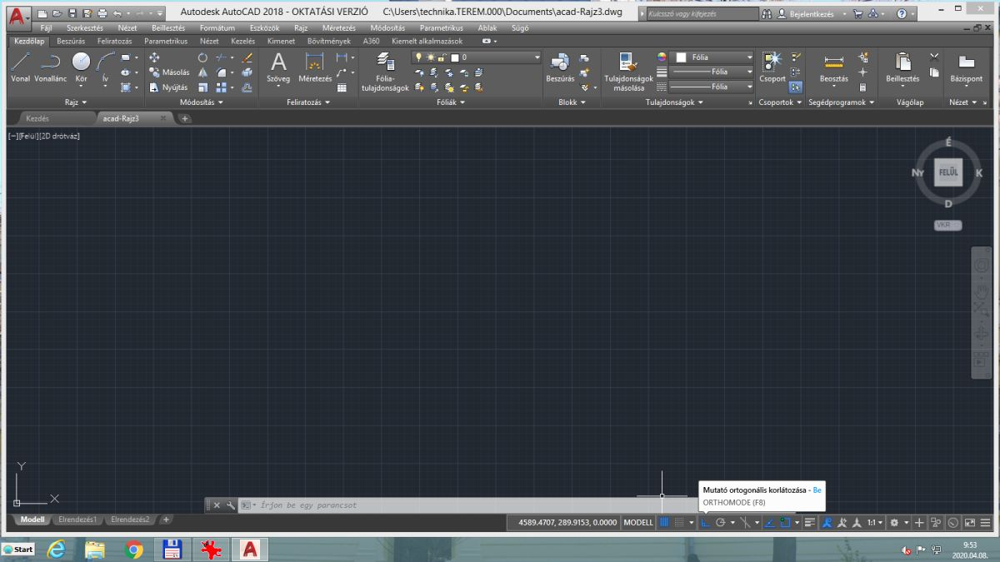 Autodesk AutoCAD 2018 - OKTATÁSI VERZIÓ C:\Users\technika.TEREM.000\Documents\acad-Rajz3.dwg
Kulcsszó vagy kifejezés
Bejelentkezés
Fájl Szerkesztés Nézet Beillesztés Formátum Eszközök Rajz Méretezés Módosítás Parametrikus Ablak Súgó
Kezdőlap Beszúrás Feliratozás Parametrikus Nézet Kezelés Kimenet Bővítmények A360 Kiemelt alkalmazások
Vonal Vonallánc Kör Ív
Másolás
Nyújtás
Szöveg Méretezés
Fólia-
tulajdonságok
0
Beszúrás
Tulajdonságok
másolása
Fólia
Fólia
Fólia
Csoport
Beosztás
Beillesztés
Bázispont
Rajz Módosítás Feliratozás Fóliák Blokk Tulajdonságok Csoportok Segédprogramok Vágólap Nézet
Kezdés acad-Rajz3
[−][Felül][2D drótváz]
É
Ny FELÜL K
D
VKR
Y
X
Mutató ortogonális korlátozása - Be
ORTHOMODE (F8)
Írjon be egy parancsot
Modell Elrendezés1 Elrendezés2
4589.4707, 289.9153, 0.0000 MODELL 1:1
Start
9:53
2020.04.08.